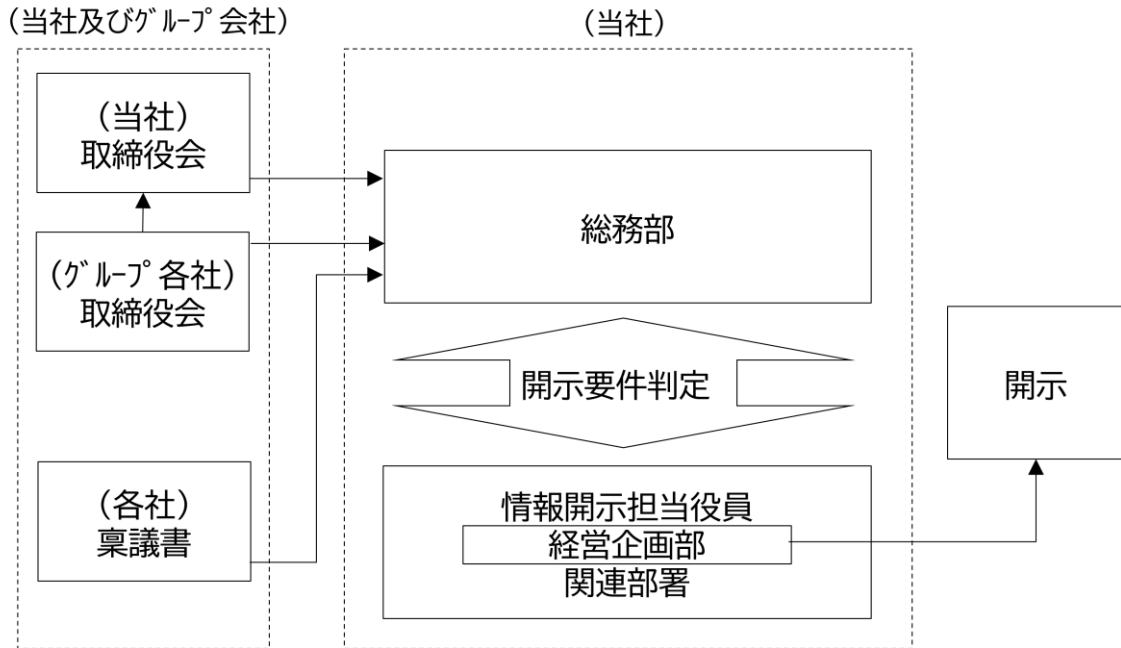 （当社及びｸﾞﾙｰﾌﾟ会社）
（当社）
（当社）
取締役会
（ｸﾞﾙｰﾌﾟ各社）
取締役会
（各社）
稟議書
総務部
開示要件判定
情報開示担当役員
経営企画部
関連部署
開示